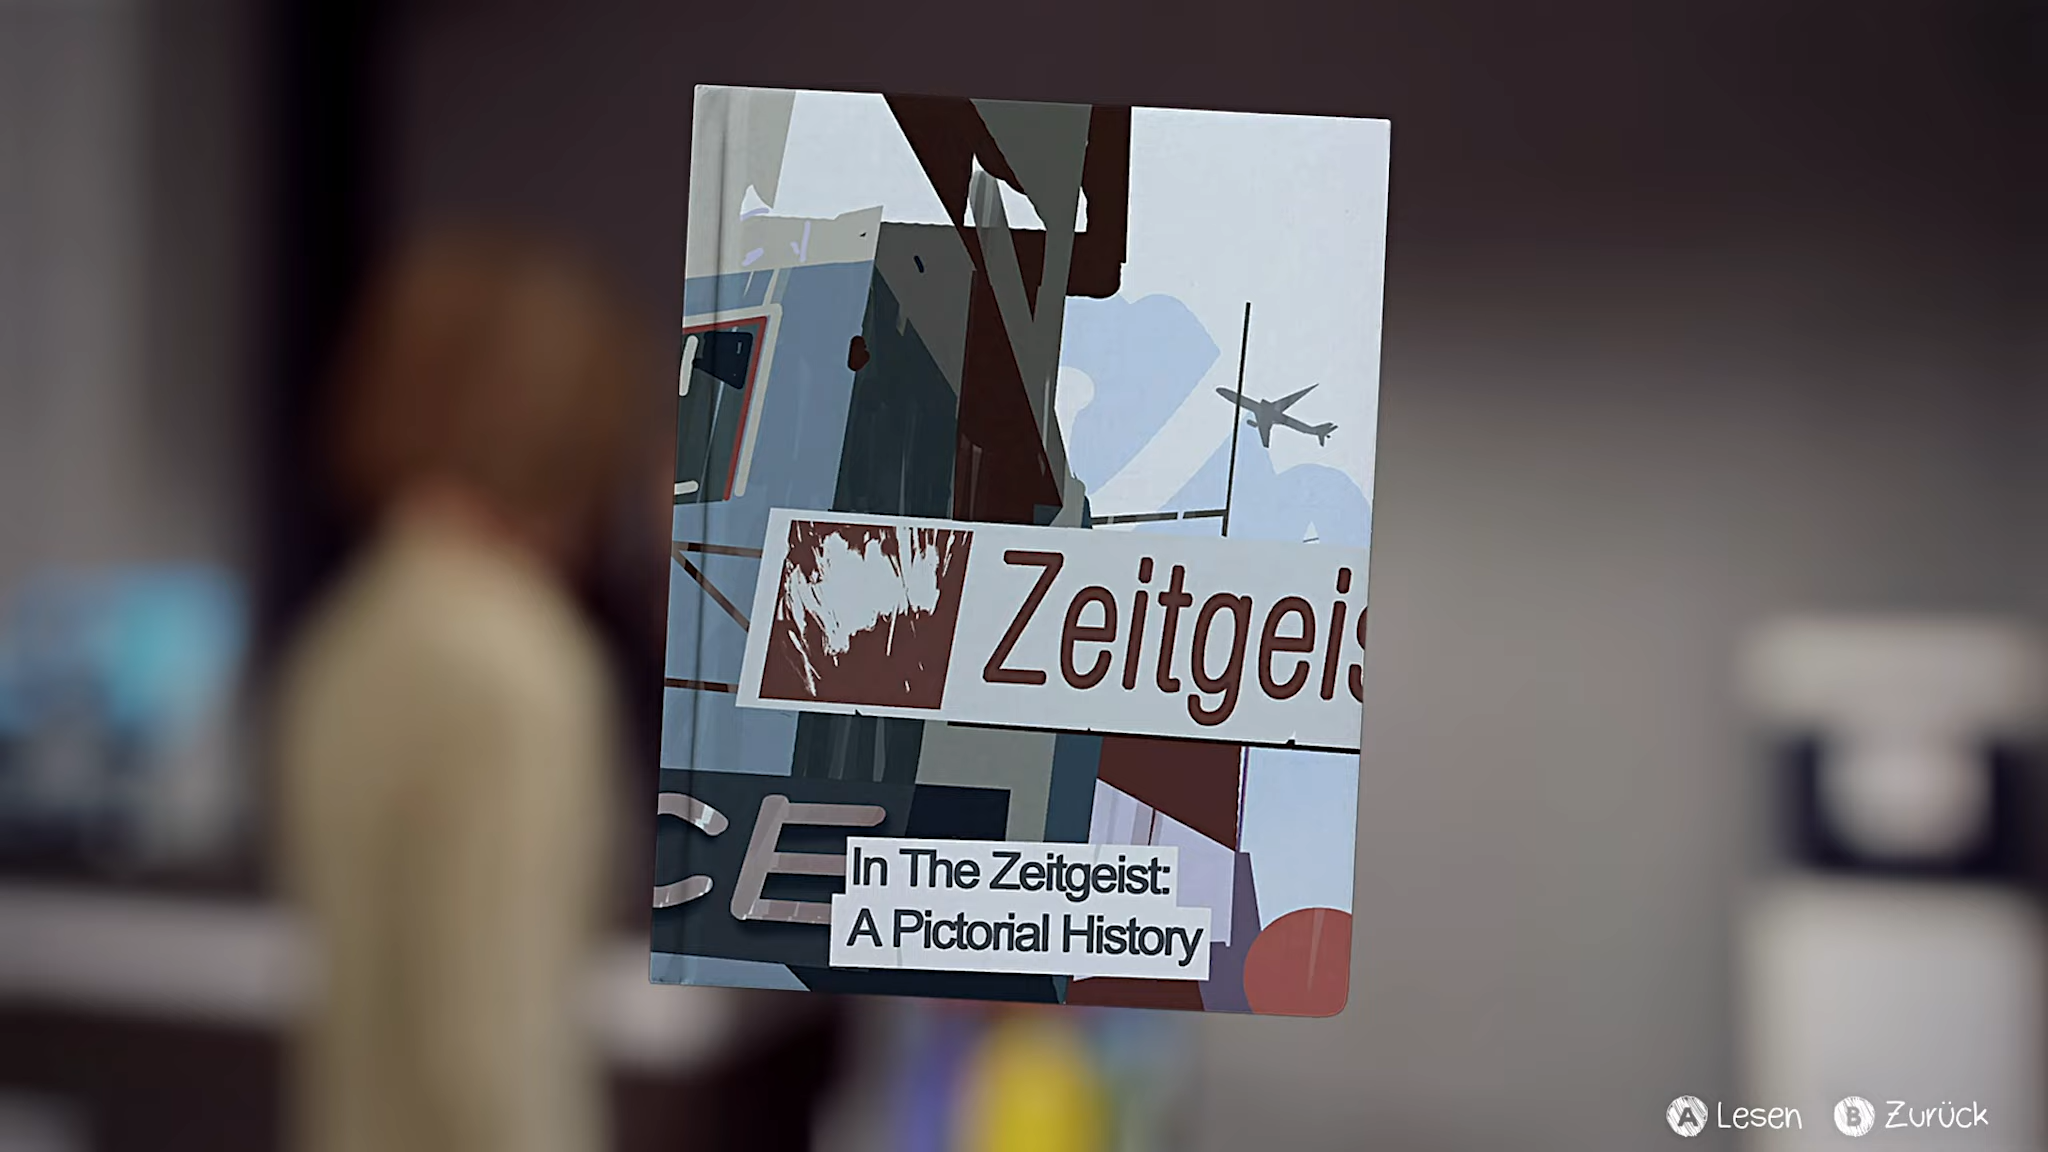 Zeitgeis
CE
In The Zeitgeist:
A Pictorial History
A Lesen B Zurück